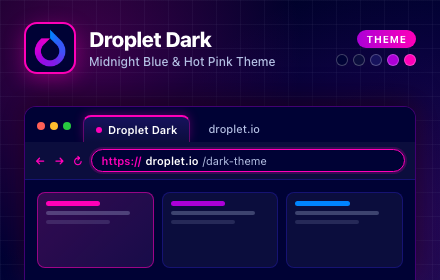 Droplet Dark
Midnight Blue & Hot Pink Theme
THEME
Droplet Dark
droplet.io
https:// droplet.io /dark-theme